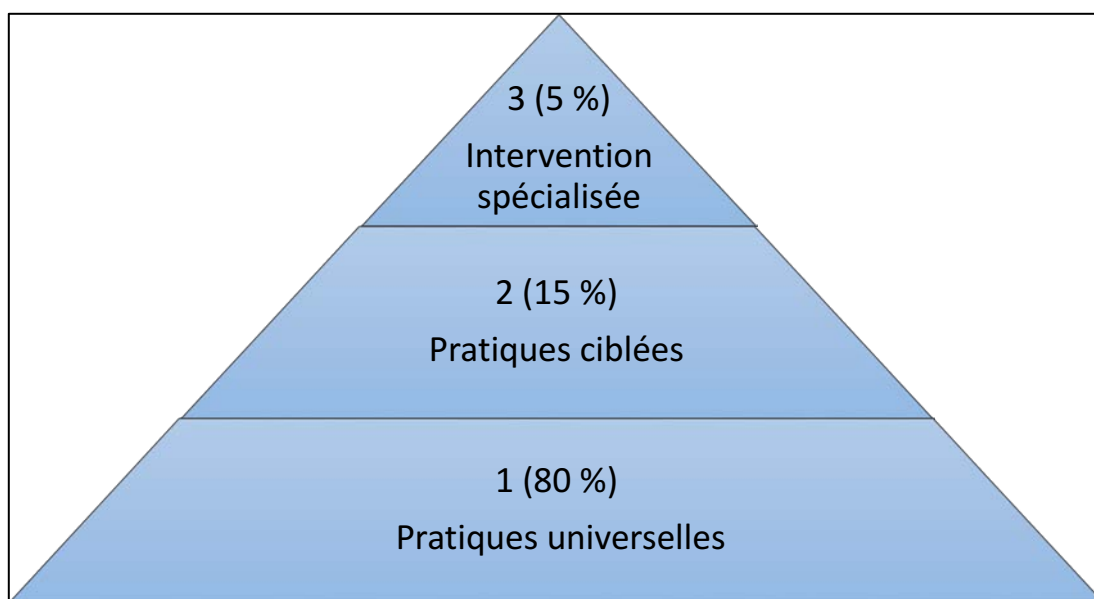 3 (5 %)
Intervention
spécialisée
2 (15 %)
Pratiques ciblées
1 (80 %)
Pratiques universelles